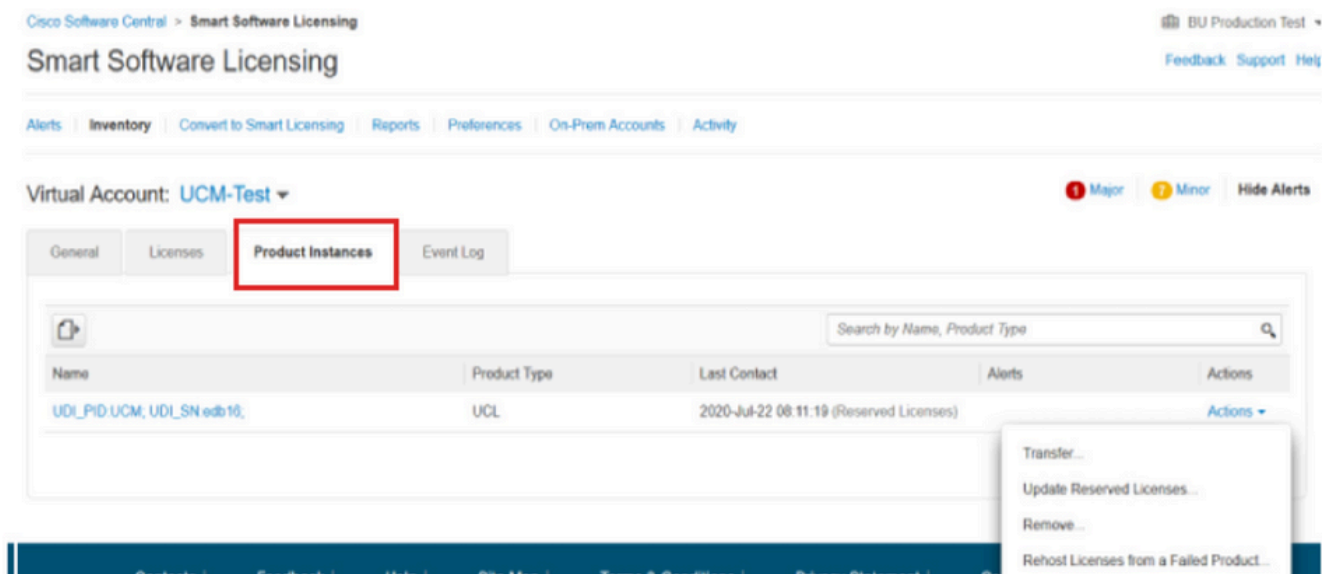 Cisco Software Central > Smart Software Licensing
BU Production Test
Smart Software Licensing
Feedback Support Help
Alerts | Inventory | Convert to Smart Licensing | Reports | Preferences | On-Prem Accounts | Activity
Virtual Account: UCM-Test
1 Major | 7 Minor | Hide Alerts
General
Licenses
Product Instances
Event Log
Search by Name, Product Type
Name Product Type Last Contact Alerts Actions
UDI_PID:UCM; UDI_SN:edb16; UCL 2020-Jul-22 08:11:19 (Reserved Licenses) Actions
Transfer...
Update Reserved Licenses...
Remove...
Rehost Licenses from a Failed Product...